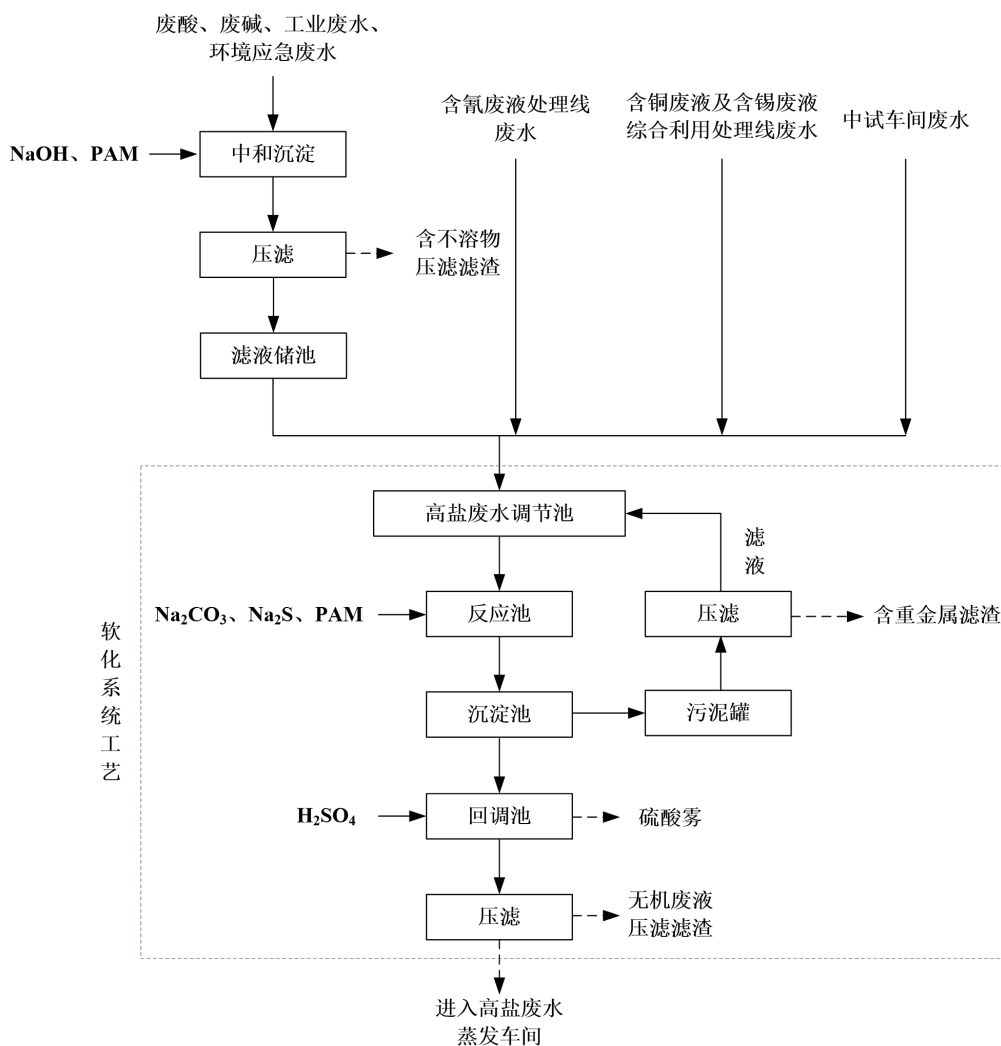 废酸、废碱、工业废水、
环境应急废水
含氰废液处理线
废水
含铜废液及含锡废液
综合利用处理线废水
中试车间废水
NaOH、PAM
中和沉淀
压滤
含不溶物
压滤滤渣
滤液储池
高盐废水调节池
滤
液
Na₂CO₃、Na₂S、PAM
反应池
压滤
含重金属滤渣
软
化
系
统
工
艺
沉淀池
污泥罐
H₂SO₄
回调池
硫酸雾
压滤
无机废液
压滤滤渣
进入高盐废水
蒸发车间